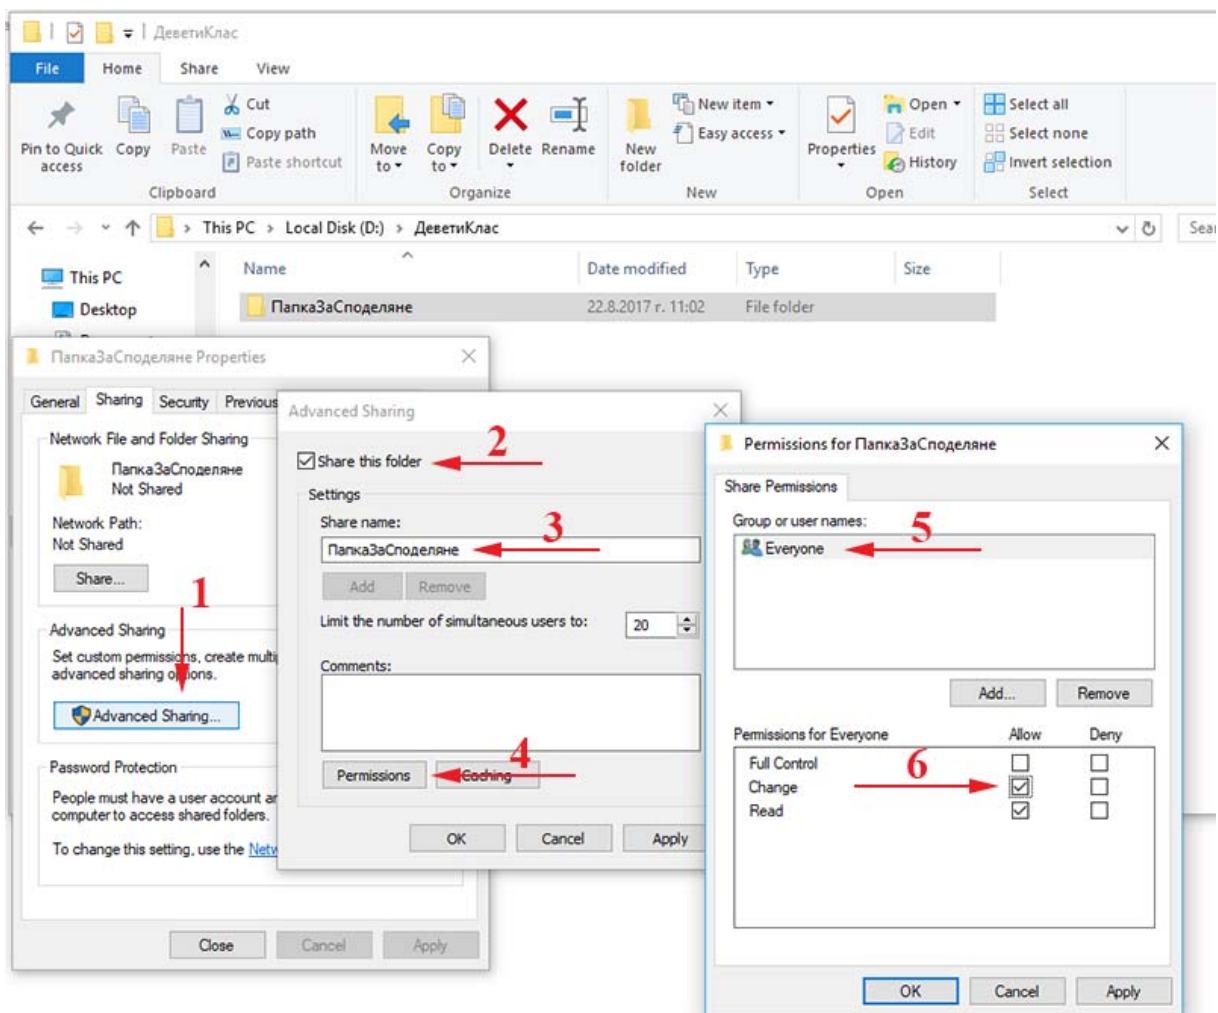 ДеветиКлас
File Home Share View
Pin to Quick access
Copy
Paste
Cut
Copy path
Paste shortcut
Clipboard
Move to
Copy to
Delete
Rename
Organize
New folder
New item
Easy access
New
Properties
Open
Edit
History
Open
Select all
Select none
Invert selection
Select
This PC > Local Disk (D:) > ДеветиКлас
Name Date modified Type Size
This PC
Desktop
ПапкаЗаСподеляне 22.8.2017 г. 11:02 File folder
ПапкаЗаСподеляне Properties
General Sharing Security Previous
Network File and Folder Sharing
ПапкаЗаСподеляне
Not Shared
Network Path:
Not Shared
Share...
1
Advanced Sharing
Set custom permissions, create
advanced sharing options.
Advanced Sharing...
Password Protection
People must have a user account
computer to access shared folders.
To change this setting, use the
Close Cancel Apply
Advanced Sharing
2
Share this folder
Settings
Share name:
3
ПапкаЗаСподеляне
Add Remove
Limit the number of simultaneous users to: 20
Comments:
4
Permissions Caching
OK Cancel Apply
Permissions for ПапкаЗаСподеляне
Share Permissions
Group or user names:
5
Everyone
Add... Remove
Permissions for Everyone Allow Deny
Full Control
6
Change
Read
OK Cancel Apply